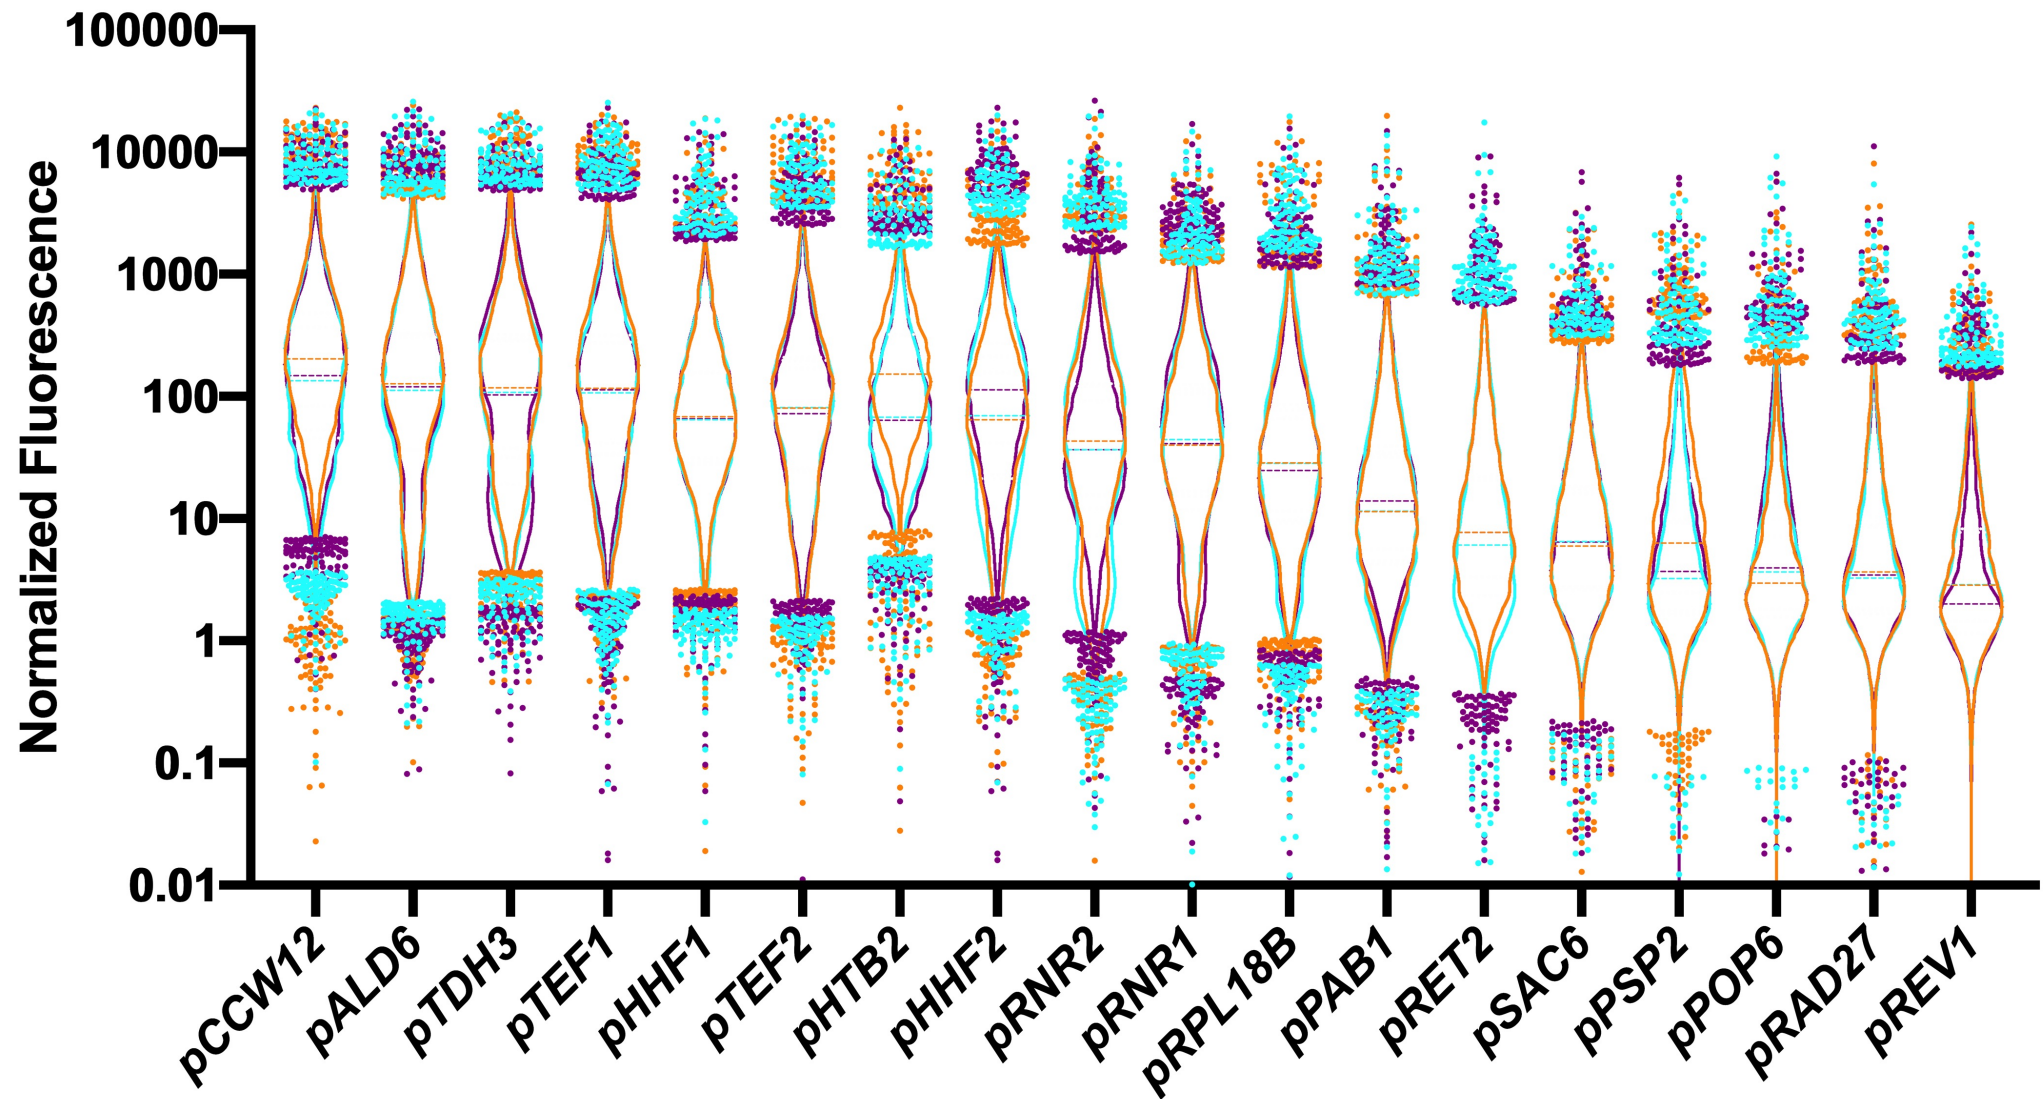 Normalized Fluorescence
100000
10000
1000
100
10
1
0.1
0.01
pCCW12
pALD6
pTDH3
pTEF1
pHHF1
pTEF2
pHTB2
pHHF2
pRNR2
pRNR1
pRPL18B
pPAB1
pRET2
pSAC6
pPSP2
pPOP6
pRAD27
pREV1